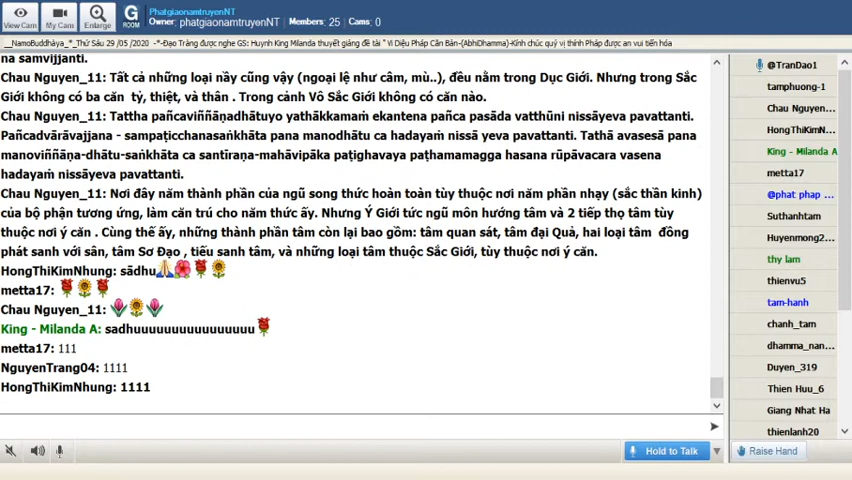 PhatgiaonamtruyenNT
Owner: phatgiaonamtruyenNT | Members: 25 | Cams: 0
View Cam
My Cam
Enlarge
G
ROOM
__NamoBuddhàya_*_Thứ Sáu 29 /05 /2020 -*-Đạo Tràng được nghe GS: Huynh King Milanda thuyết giảng đề tài " Vi Diệu Pháp Căn Bản-(AbhiDhamma)-Kính chúc quý vị thính Pháp được an vui tiến hóa
na samvijjanti.
Chau Nguyen_11: Tất cả những loại nầy cũng vậy (ngoại lệ như câm, mù..), đều nằm trong Dục Giới. Nhưng trong Sắc
Giới không có ba căn tỷ, thiệt, và thân . Trong cảnh Vô Sắc Giới không có căn nào.
Chau Nguyen_11: Tattha pañcaviññāṇadhātuyo yathākkamaṁ ekantena pañca pasāda vatthūni nissāyeva pavattanti.
Pañcadvārāvajjana - sampaṭicchanasaṅkhāta pana manodhātu ca hadayaṁ nissā yeva pavattanti. Tathā avasesā pana
manoviññāṇa-dhātu-saṅkhāta ca santīraṇa-mahāvipāka paṭighavaya paṭhamamagga hasana rūpāvacara vasena
hadayaṁ nissāyeva pavattanti.
Chau Nguyen_11: Nơi đây năm thành phần của ngũ song thức hoàn toàn tùy thuộc nơi năm phần nhạy (sắc thần kinh)
của bộ phận tương ứng, làm căn trú cho năm thức ấy. Nhưng Ý Giới tức ngũ môn hướng tâm và 2 tiếp thọ tâm tùy
thuộc nơi ý căn . Cùng thế ấy, những thành phần tâm còn lại bao gồm: tâm quan sát, tâm đại Quả, hai loại tâm đồng
phát sanh với sân, tâm Sơ Đạo , tiếu sanh tâm, và những loại tâm thuộc Sắc Giới, tùy thuộc nơi ý căn.
HongThiKimNhung: sādhu🙏🌺🌹🌻
metta17: 🌹🌻🌹
Chau Nguyen_11: 🌷🌻🌷
King - Milanda A: sadhuuuuuuuuuuuuuuuu🌹
metta17: 111
NguyenTrang04: 1111
HongThiKimNhung: 1111
Hold to Talk
@TranDao1
tamphuong-1
Chau Nguyen...
HongThiKimN...
King - Milanda A
metta17
@phat phap ...
Suthanhtam
Huyenmong2...
thy lam
thienvu5
tam-hanh
chanh_tam
dhamma_nan...
Duyen_319
Thien Huu_6
Giang Nhat Ha
thienlanh20
Raise Hand